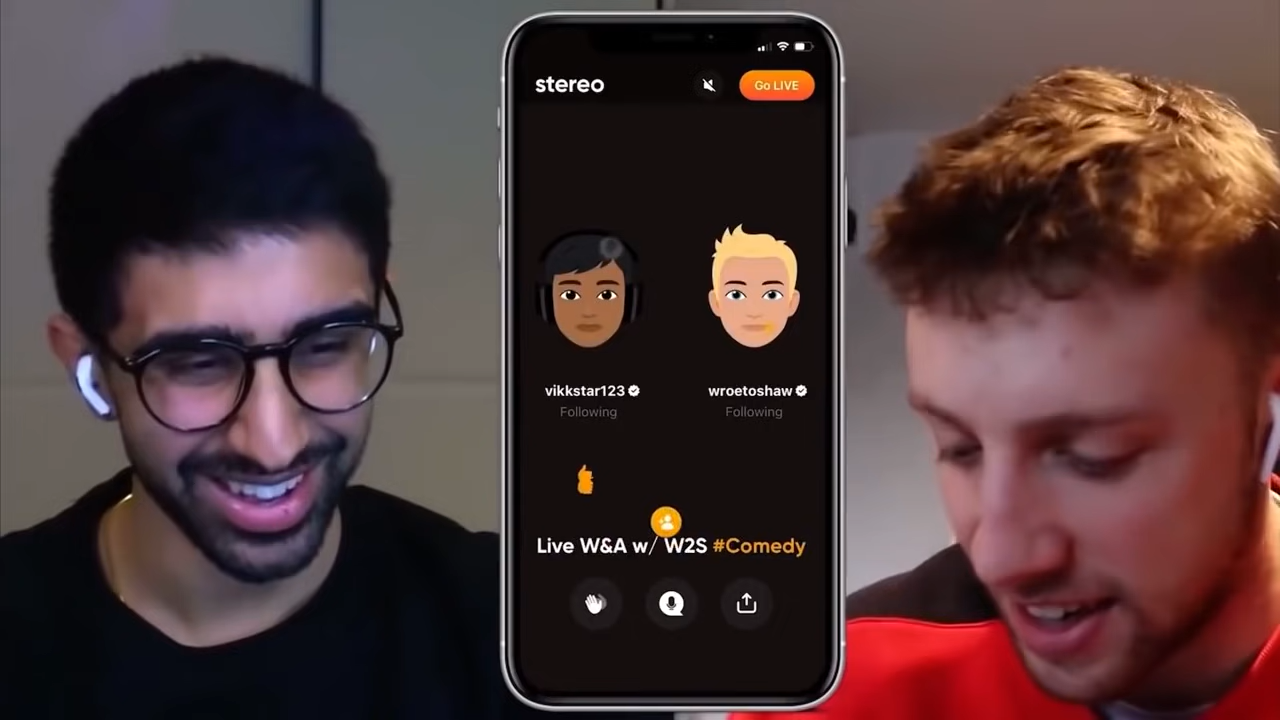 stereo
Go LIVE
vikkstar123
wroetoshaw
Following
Following
Live W&A w/ W2S #Comedy